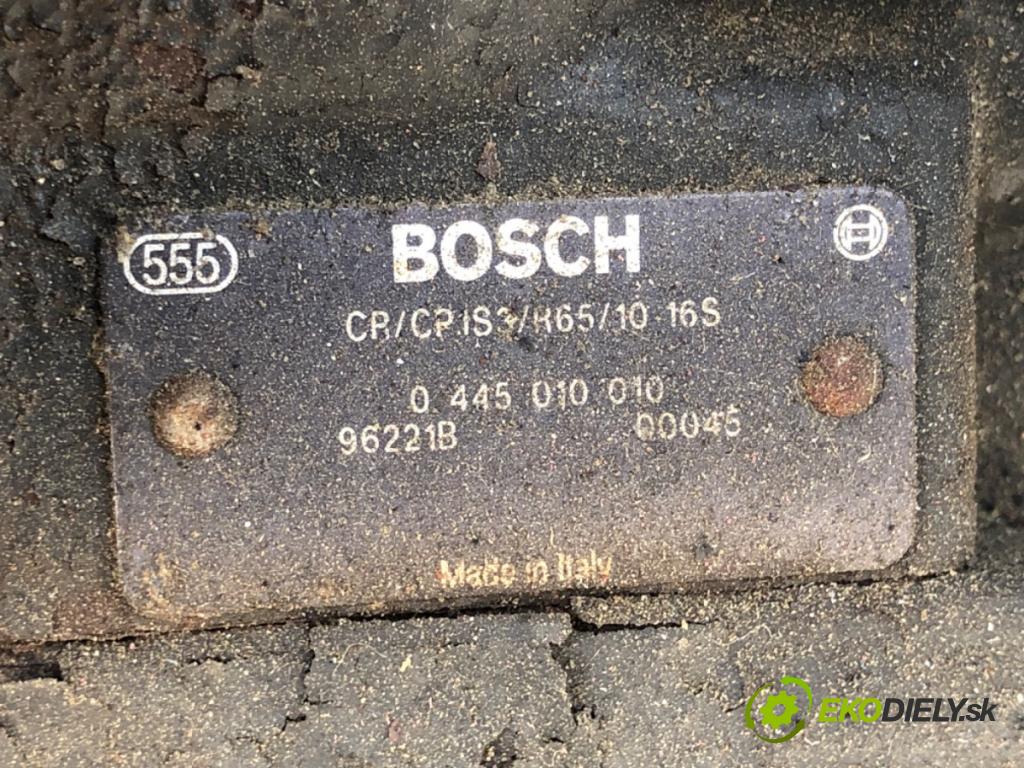 555 BOSCH
CR/CP1S3/R65/10-16S
0 445 010 010
96221B 00045
Made in Italy
EKODIELY.sk